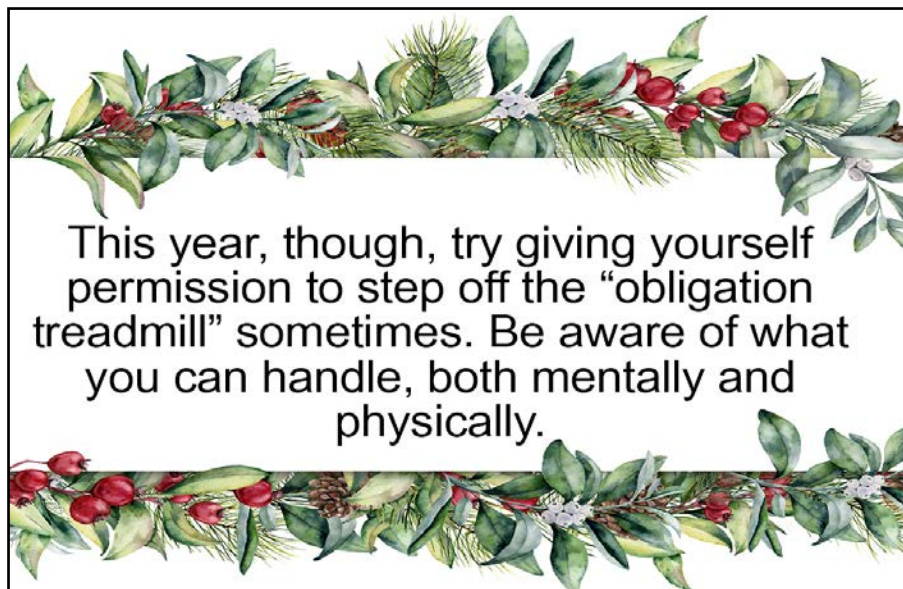 This year, though, try giving yourself
permission to step off the “obligation
treadmill” sometimes. Be aware of what
you can handle, both mentally and
physically.